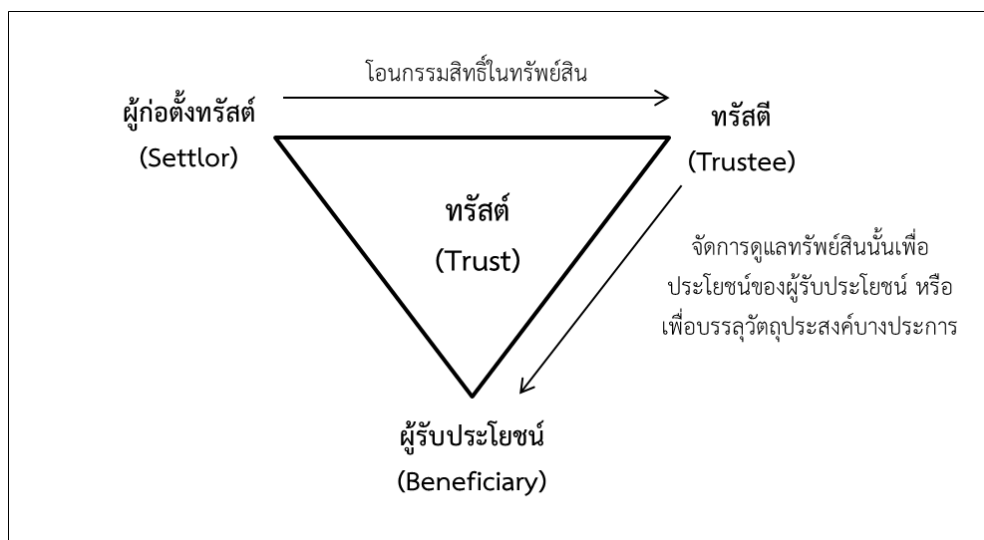 โอนกรรมสิทธิ์ในทรัพย์สิน
ผู้ก่อตั้งทรัสต์
(Settlor)
ทรัสตี
(Trustee)
ทรัสต์
(Trust)
จัดการดูแลทรัพย์สินนั้นเพื่อ
ประโยชน์ของผู้รับประโยชน์ หรือ
เพื่อบรรลุวัตถุประสงค์บางประการ
ผู้รับประโยชน์
(Beneficiary)